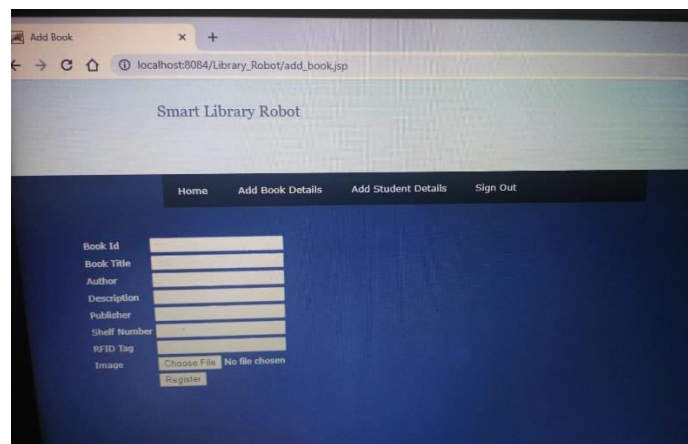 Add Book × +
localhost:8084/Library_Robot/add_book.jsp
Smart Library Robot
Home Add Book Details Add Student Details Sign Out
Book Id
Book Title
Author
Description
Publisher
Shelf Number
RFID Tag
Image Choose File No file chosen
Register